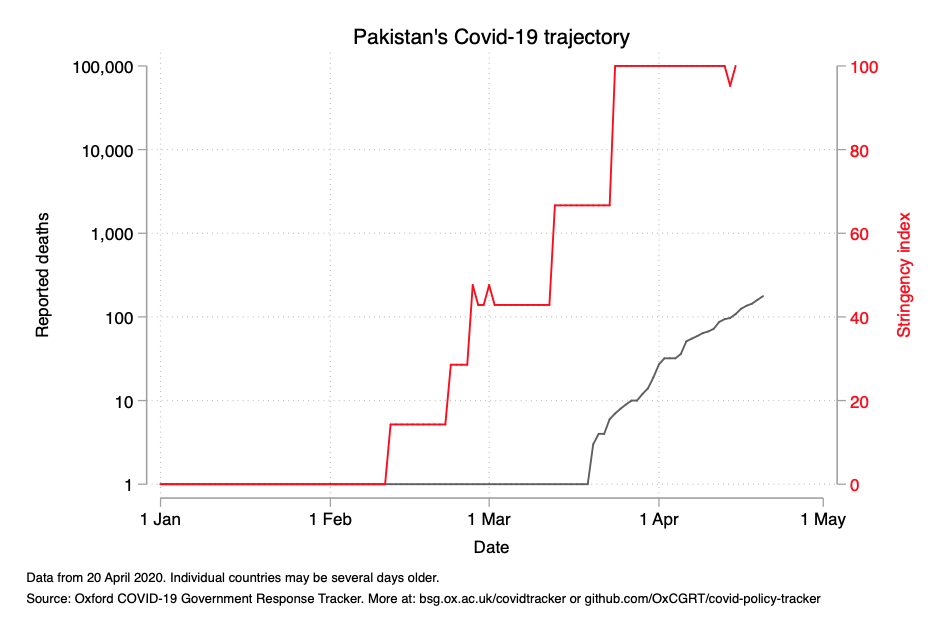 Pakistan's Covid-19 trajectory
100,000
10,000
1,000
100
10
1
Reported deaths
100
80
60
40
20
0
Stringency index
1 Jan
1 Feb
1 Mar
1 Apr
1 May
Date
Data from 20 April 2020. Individual countries may be several days older.
Source: Oxford COVID-19 Government Response Tracker. More at: bsg.ox.ac.uk/covidtracker or github.com/OxCGRT/covid-policy-tracker